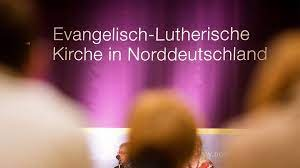 Evangelisch-Lutherische
Kirche in Norddeutschland